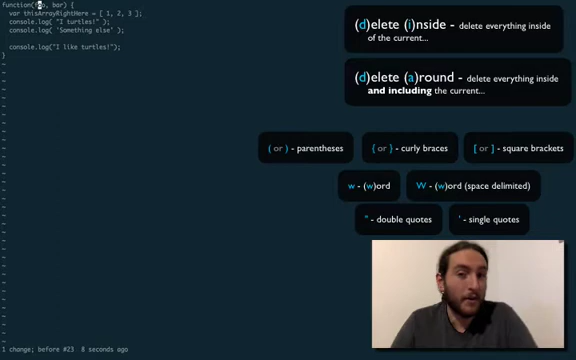 function(foo, bar) {
var thisArrayRightHere = [ 1, 2, 3 ];
console.log( "I turtles!" );
console.log( 'Something else' );
console.log("I like turtles!");
}
(d)elete (i)nside - delete everything inside
of the current...
(d)elete (a)round - delete everything inside
and including the current...
( or ) - parentheses
{ or } - curly braces
[ or ] - square brackets
w - (w)ord
W - (w)ord (space delimited)
" - double quotes
' - single quotes
1 change; before #23 8 seconds ago